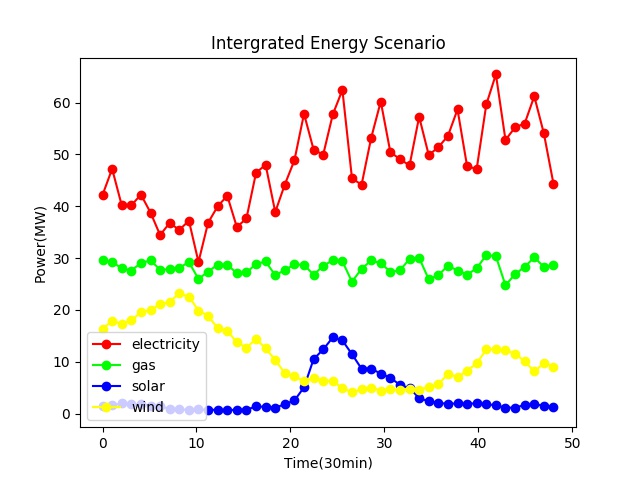 Intergrated Energy Scenario
Power(MW)
60
50
40
30
20
10
0
electricity
gas
solar
wind
0 10 20 30 40 50
Time(30min)